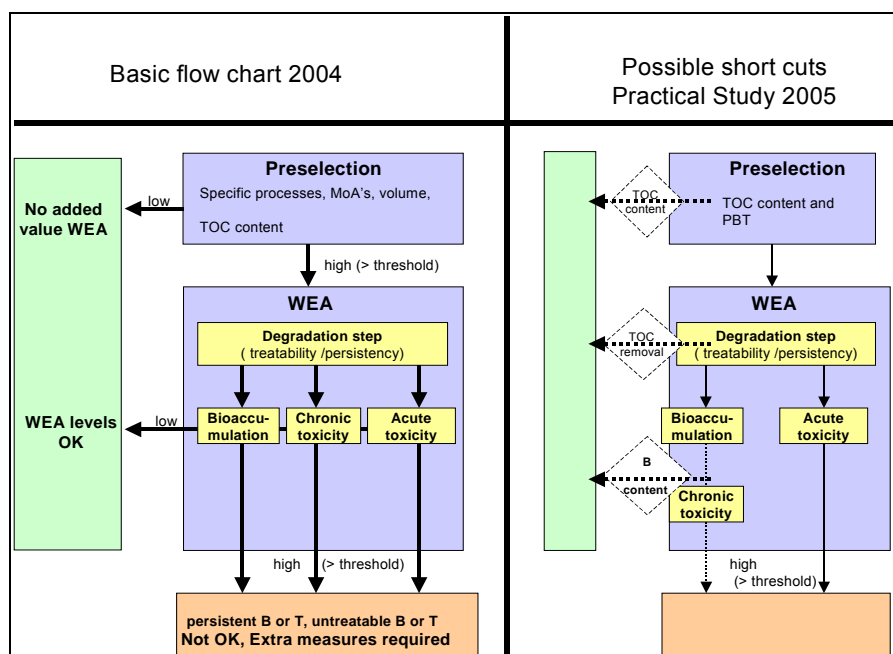 Basic flow chart 2004
Possible short cuts
Practical Study 2005
Preselection
Specific processes, MoA's, volume,
TOC content
low
No added
value WEA
high (> threshold)
WEA
Degradation step
( treatability /persistency)
Bioaccu-
mulation
Chronic
toxicity
Acute
toxicity
low
WEA levels
OK
high (> threshold)
persistent B or T, untreatable B or T
Not OK, Extra measures required
Preselection
TOC content and
PBT
TOC
content
WEA
Degradation step
( treatability /persistency)
TOC
removal
Bioaccu-
mulation
Acute
toxicity
B
content
Chronic
toxicity
high
(> threshold)